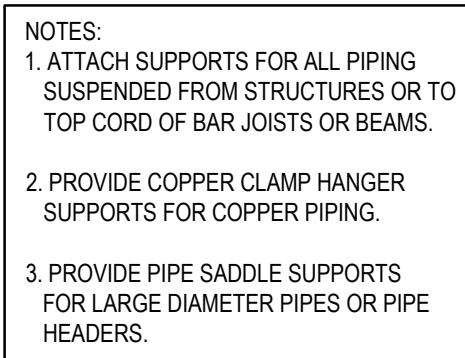 NOTES:
1. ATTACH SUPPORTS FOR ALL PIPING
SUSPENDED FROM STRUCTURES OR TO
TOP CORD OF BAR JOISTS OR BEAMS.
2. PROVIDE COPPER CLAMP HANGER
SUPPORTS FOR COPPER PIPING.
3. PROVIDE PIPE SADDLE SUPPORTS
FOR LARGE DIAMETER PIPES OR PIPE
HEADERS.